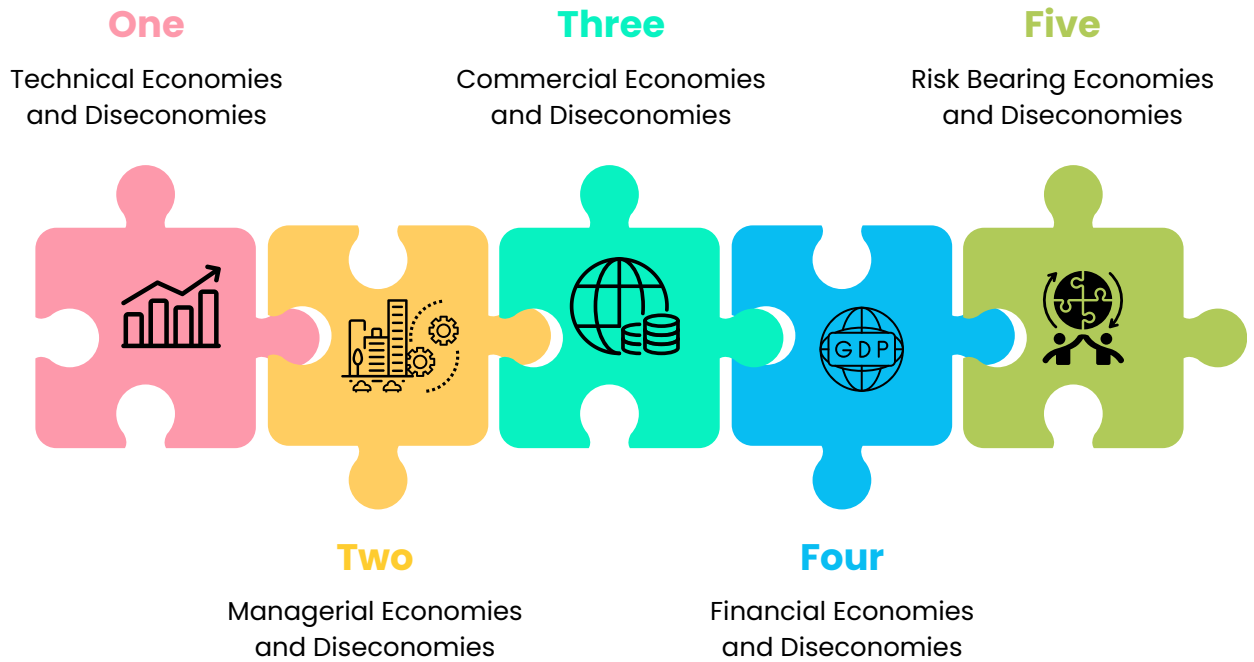 One
Technical Economies
and Diseconomies
Two
Managerial Economies
and Diseconomies
Three
Commercial Economies
and Diseconomies
GDP
Four
Financial Economies
and Diseconomies
Five
Risk Bearing Economies
and Diseconomies